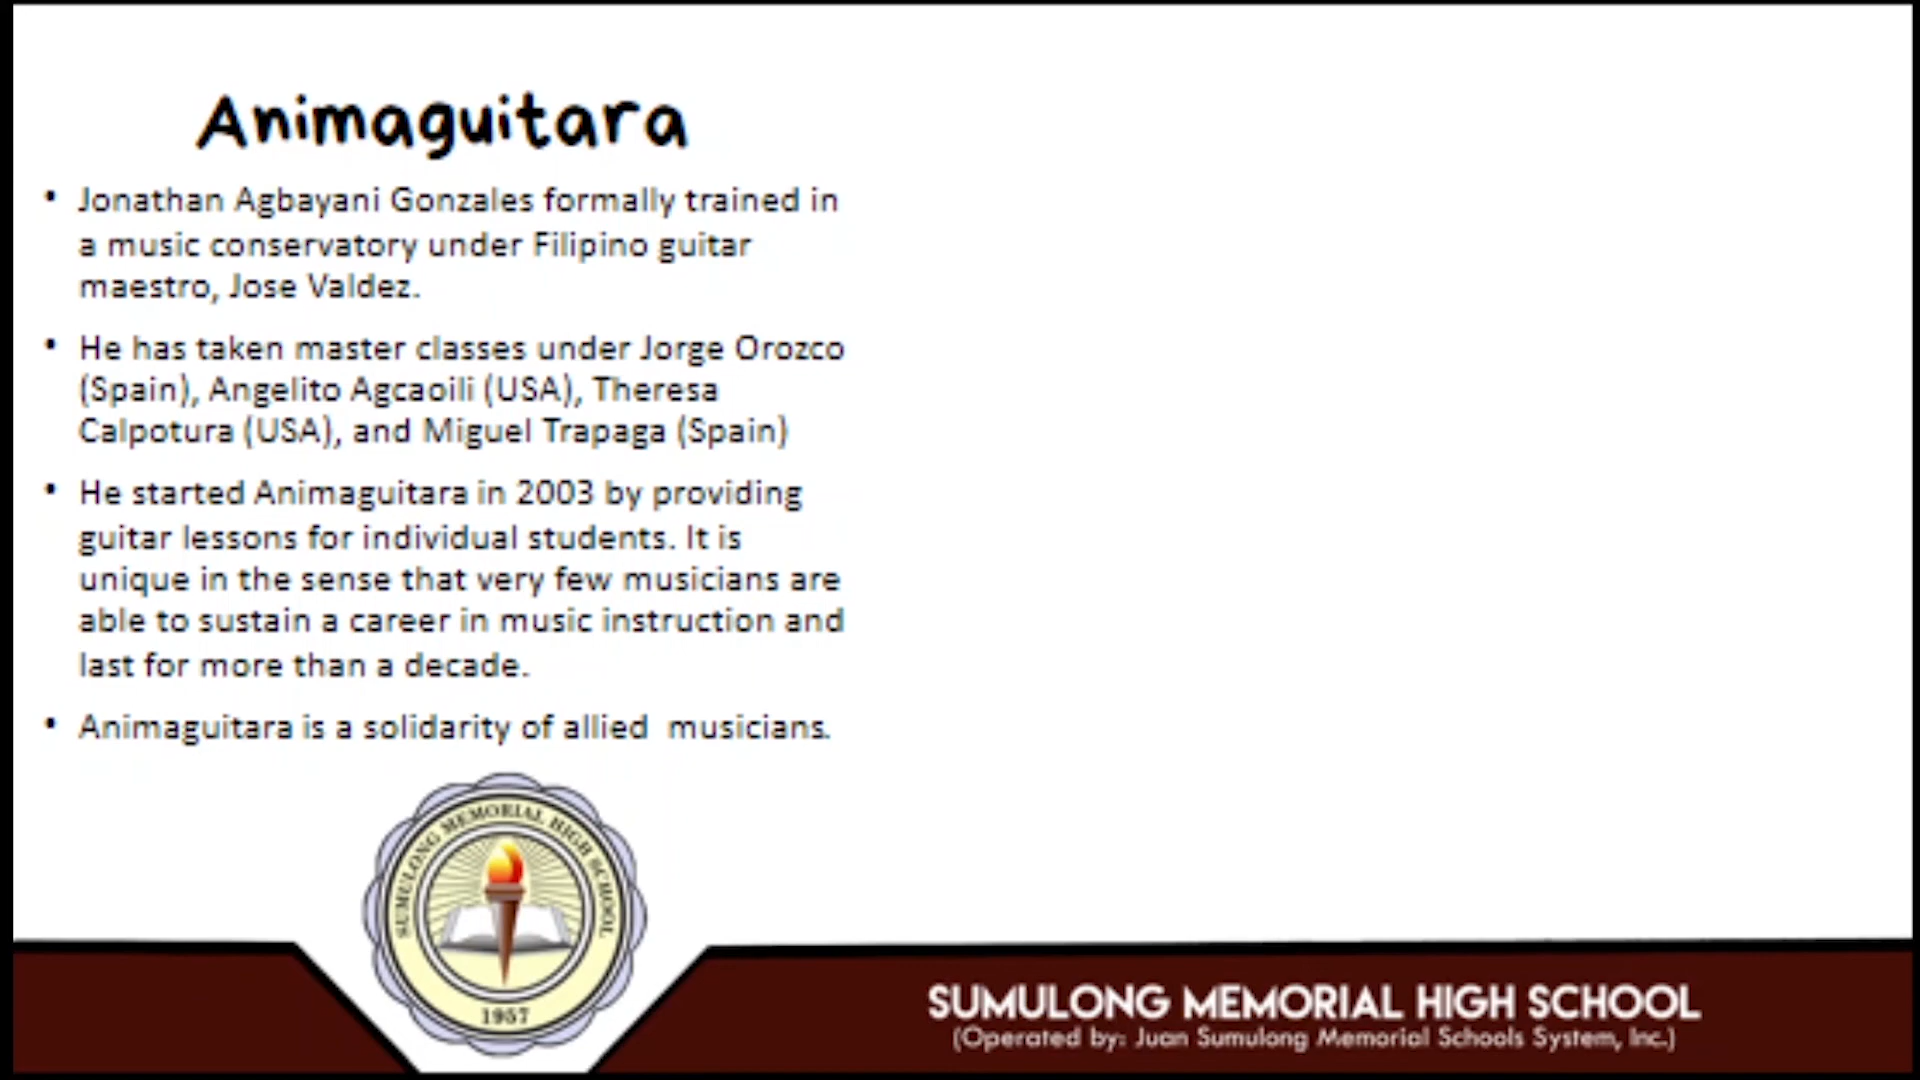 Animaguitara
• Jonathan Agbayani Gonzales formally trained in
a music conservatory under Filipino guitar
maestro, Jose Valdez.
• He has taken master classes under Jorge Orozco
(Spain), Angelito Agcaoili (USA), Theresa
Calpotura (USA), and Miguel Trapaga (Spain)
• He started Animaguitara in 2003 by providing
guitar lessons for individual students. It is
unique in the sense that very few musicians are
able to sustain a career in music instruction and
last for more than a decade.
• Animaguitara is a solidarity of allied  musicians.
SUMULONG MEMORIAL HIGH SCHOOL
1957
SUMULONG MEMORIAL HIGH SCHOOL
(Operated by: Juan Sumulong Memorial Schools System, Inc.)